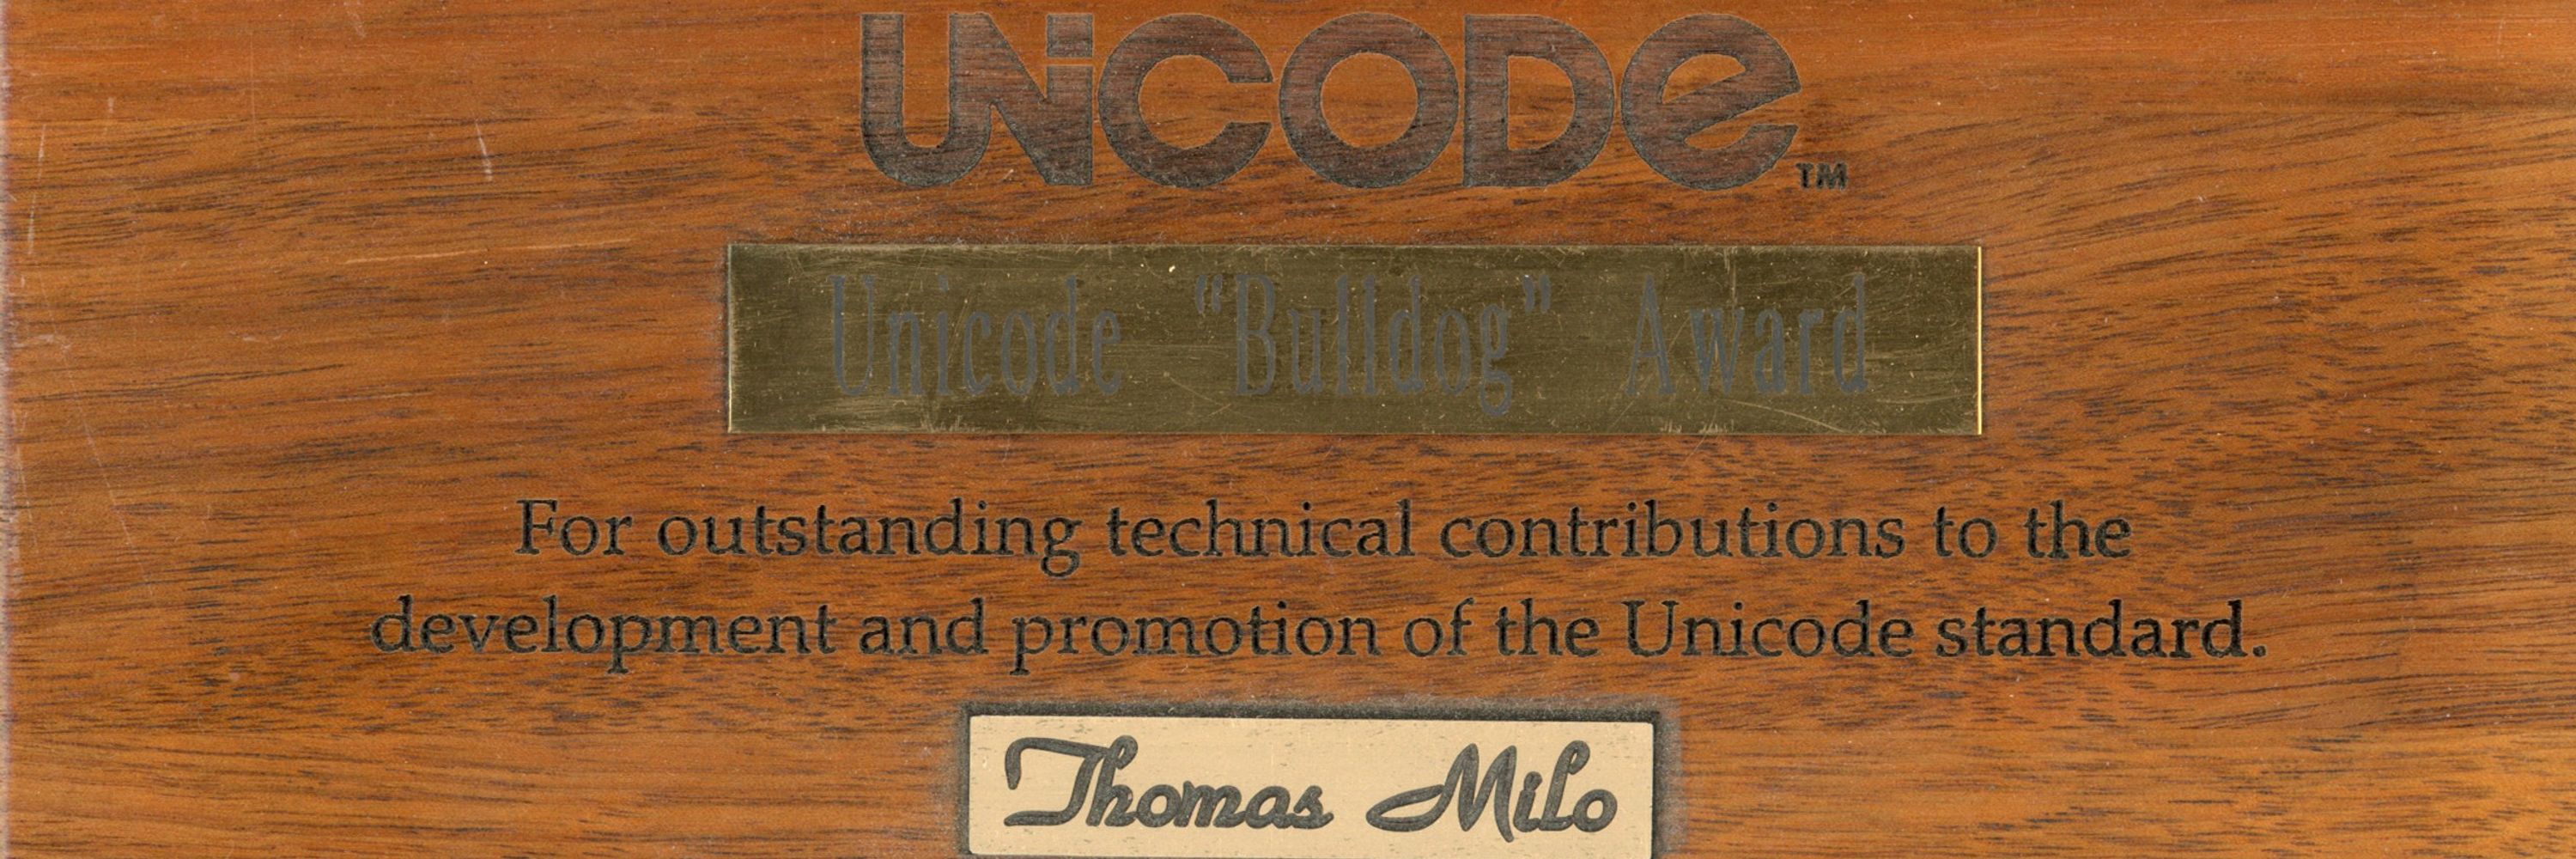 UNiCODe™
Unicode “Bulldog” Award
For outstanding technical contributions to the
development and promotion of the Unicode standard.
Thomas Milo